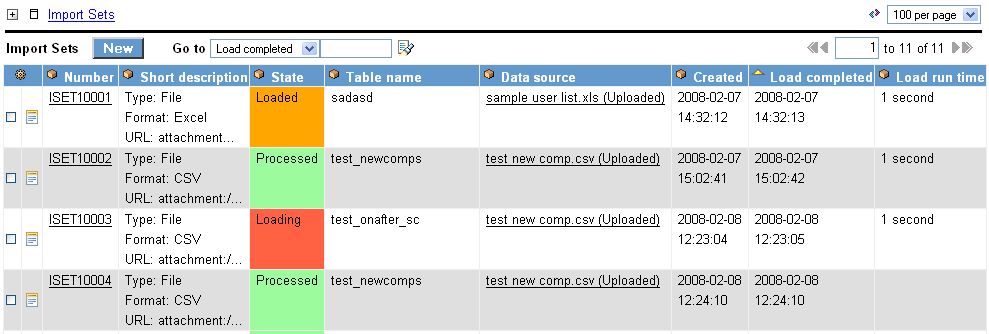 Import Sets
100 per page
Import Sets New Go to Load completed 1 to 11 of 11
Number Short description State Table name Data source Created Load completed Load run time
ISET10001 Type: File Loaded sadasd sample user list.xls (Uploaded) 2008-02-07 2008-02-07 1 second
Format: Excel 14:32:12 14:32:13
URL: attachment...
ISET10002 Type: File Processed test_newcomps test new comp.csv (Uploaded) 2008-02-07 2008-02-07 1 second
Format: CSV 15:02:41 15:02:42
URL: attachment:/...
ISET10003 Type: File Loading test_onafter_sc test new comp.csv (Uploaded) 2008-02-08 2008-02-08 1 second
Format: CSV 12:23:04 12:23:05
URL: attachment:/...
ISET10004 Type: File Processed test_newcomps test new comp.csv (Uploaded) 2008-02-08 2008-02-08
Format: CSV 12:24:10 12:24:10
URL: attachment:/...